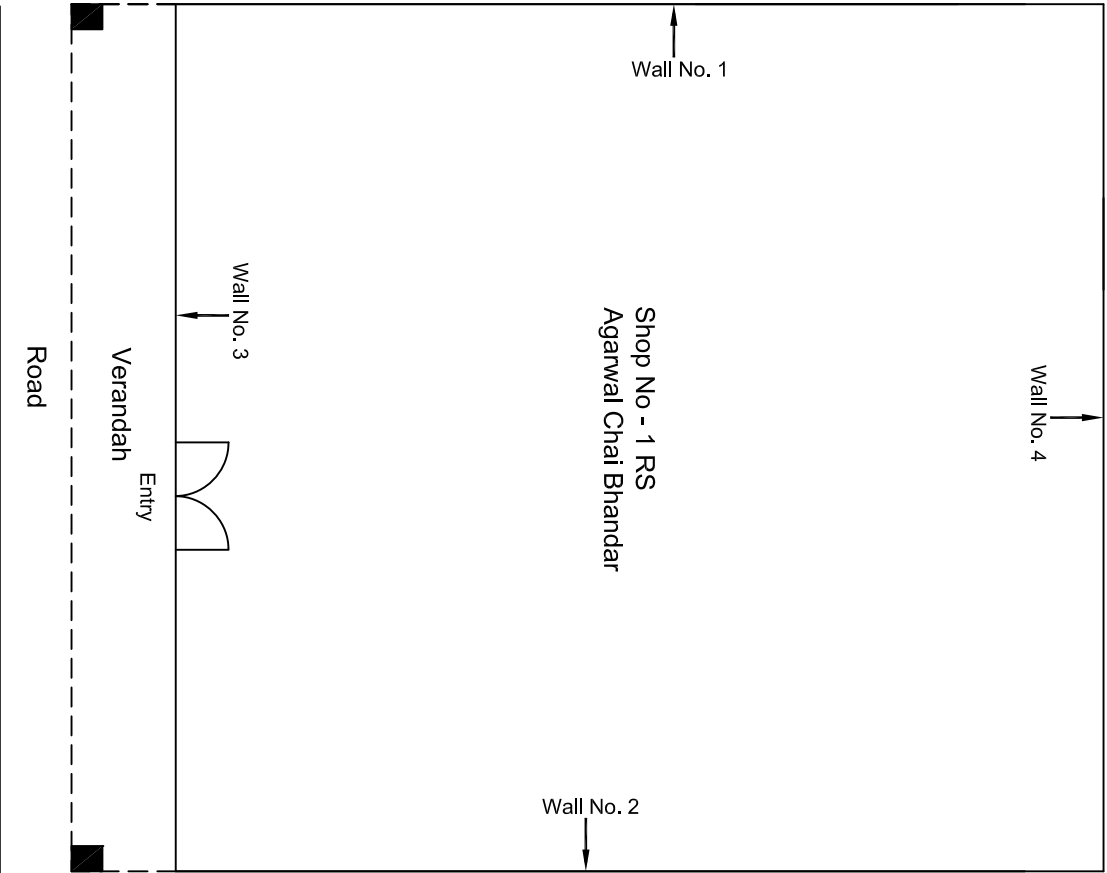 Wall No. 1
Wall No. 4
Shop No - 1 RS
Agarwal Chai Bhandar
Wall No. 3
Entry
Verandah
Road
Wall No. 2